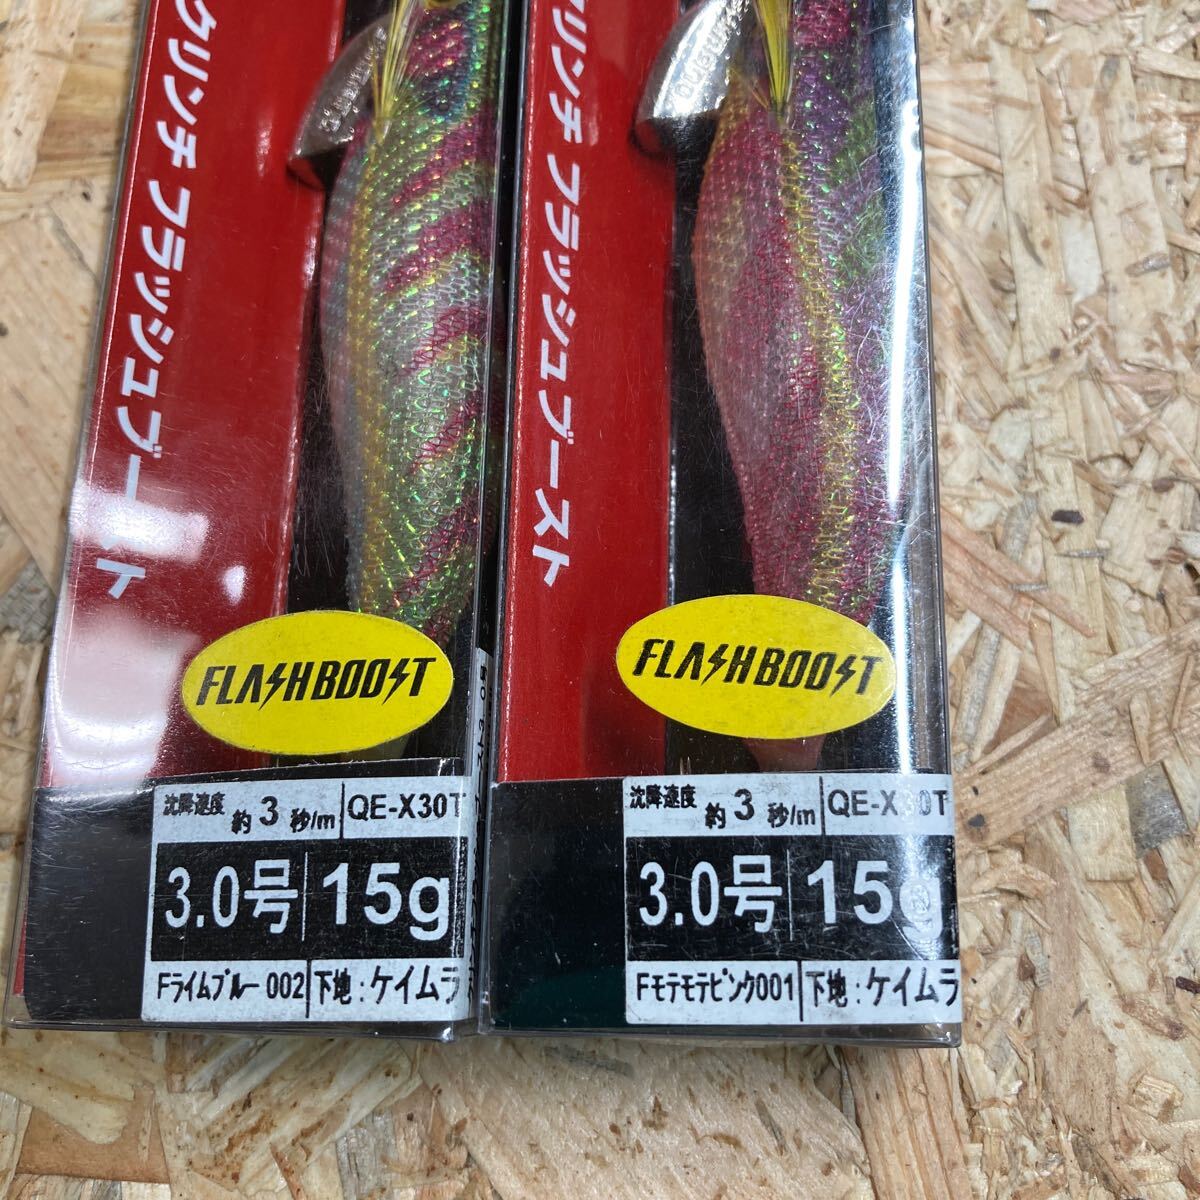 クリンチ フラッシュブースト
FLASHBOOST
沈降速度 約3秒/m QE-X30T
3.0号 15g
Fライムブルー 002 下地:ケイムラ
クリンチ フラッシュブースト
FLASHBOOST
沈降速度 約3秒/m QE-X30T
3.0号 15g
Fモテモテピンク001 下地:ケイムラ